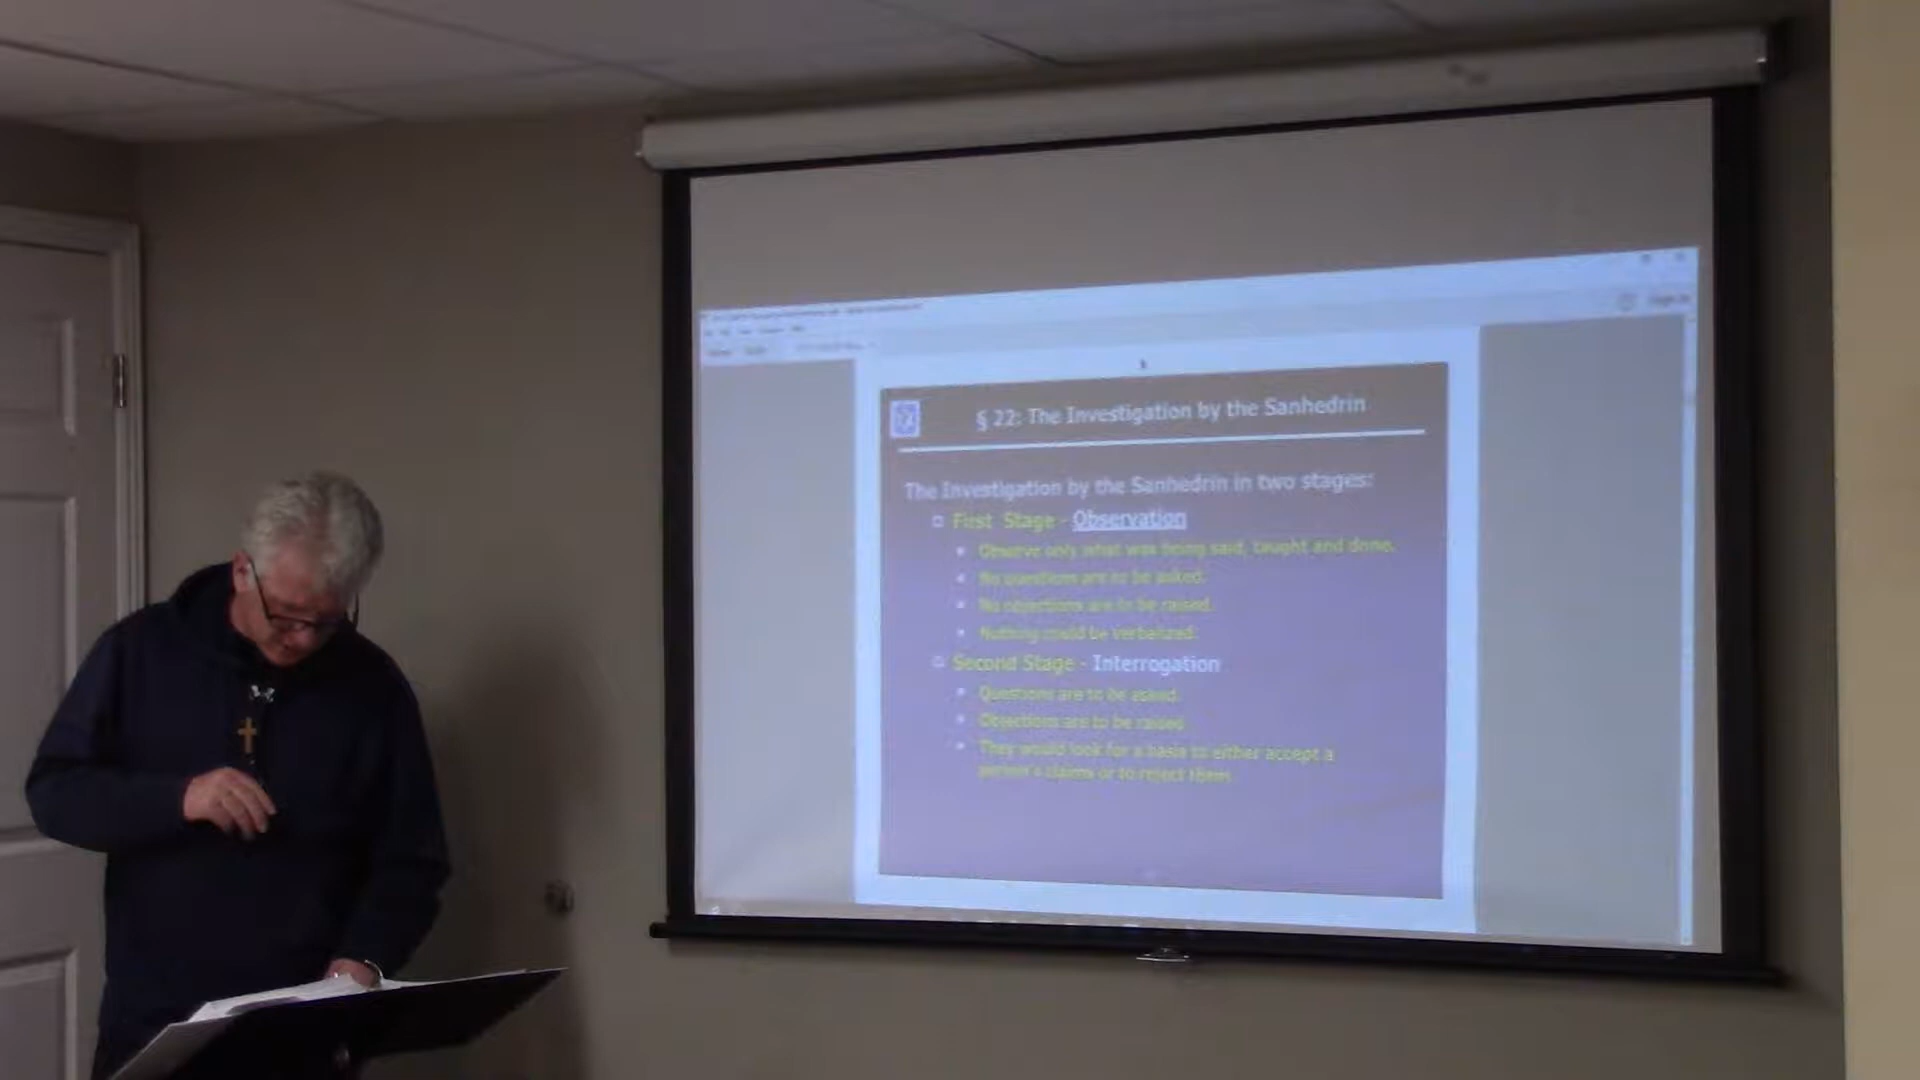 § 22: The Investigation by the Sanhedrin
The Investigation by the Sanhedrin in two stages:
First Stage - Observation
Observe only what was being said, taught and done.
No questions are to be asked.
No objections are to be raised.
Nothing could be verbalized.
Second Stage - Interrogation
Questions are to be asked.
Objections are to be raised.
They would look for a basis to either accept a
person's claims or to reject them.